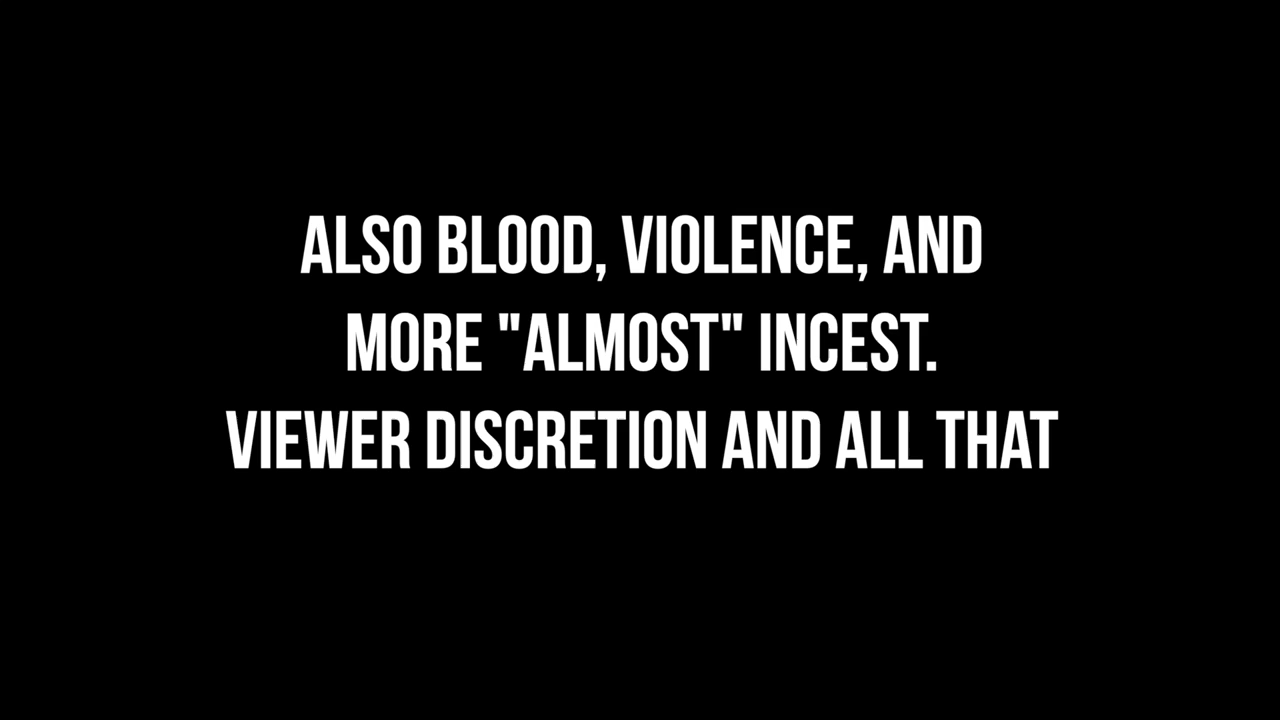 ALSO BLOOD, VIOLENCE, AND
MORE "ALMOST" INCEST.
VIEWER DISCRETION AND ALL THAT